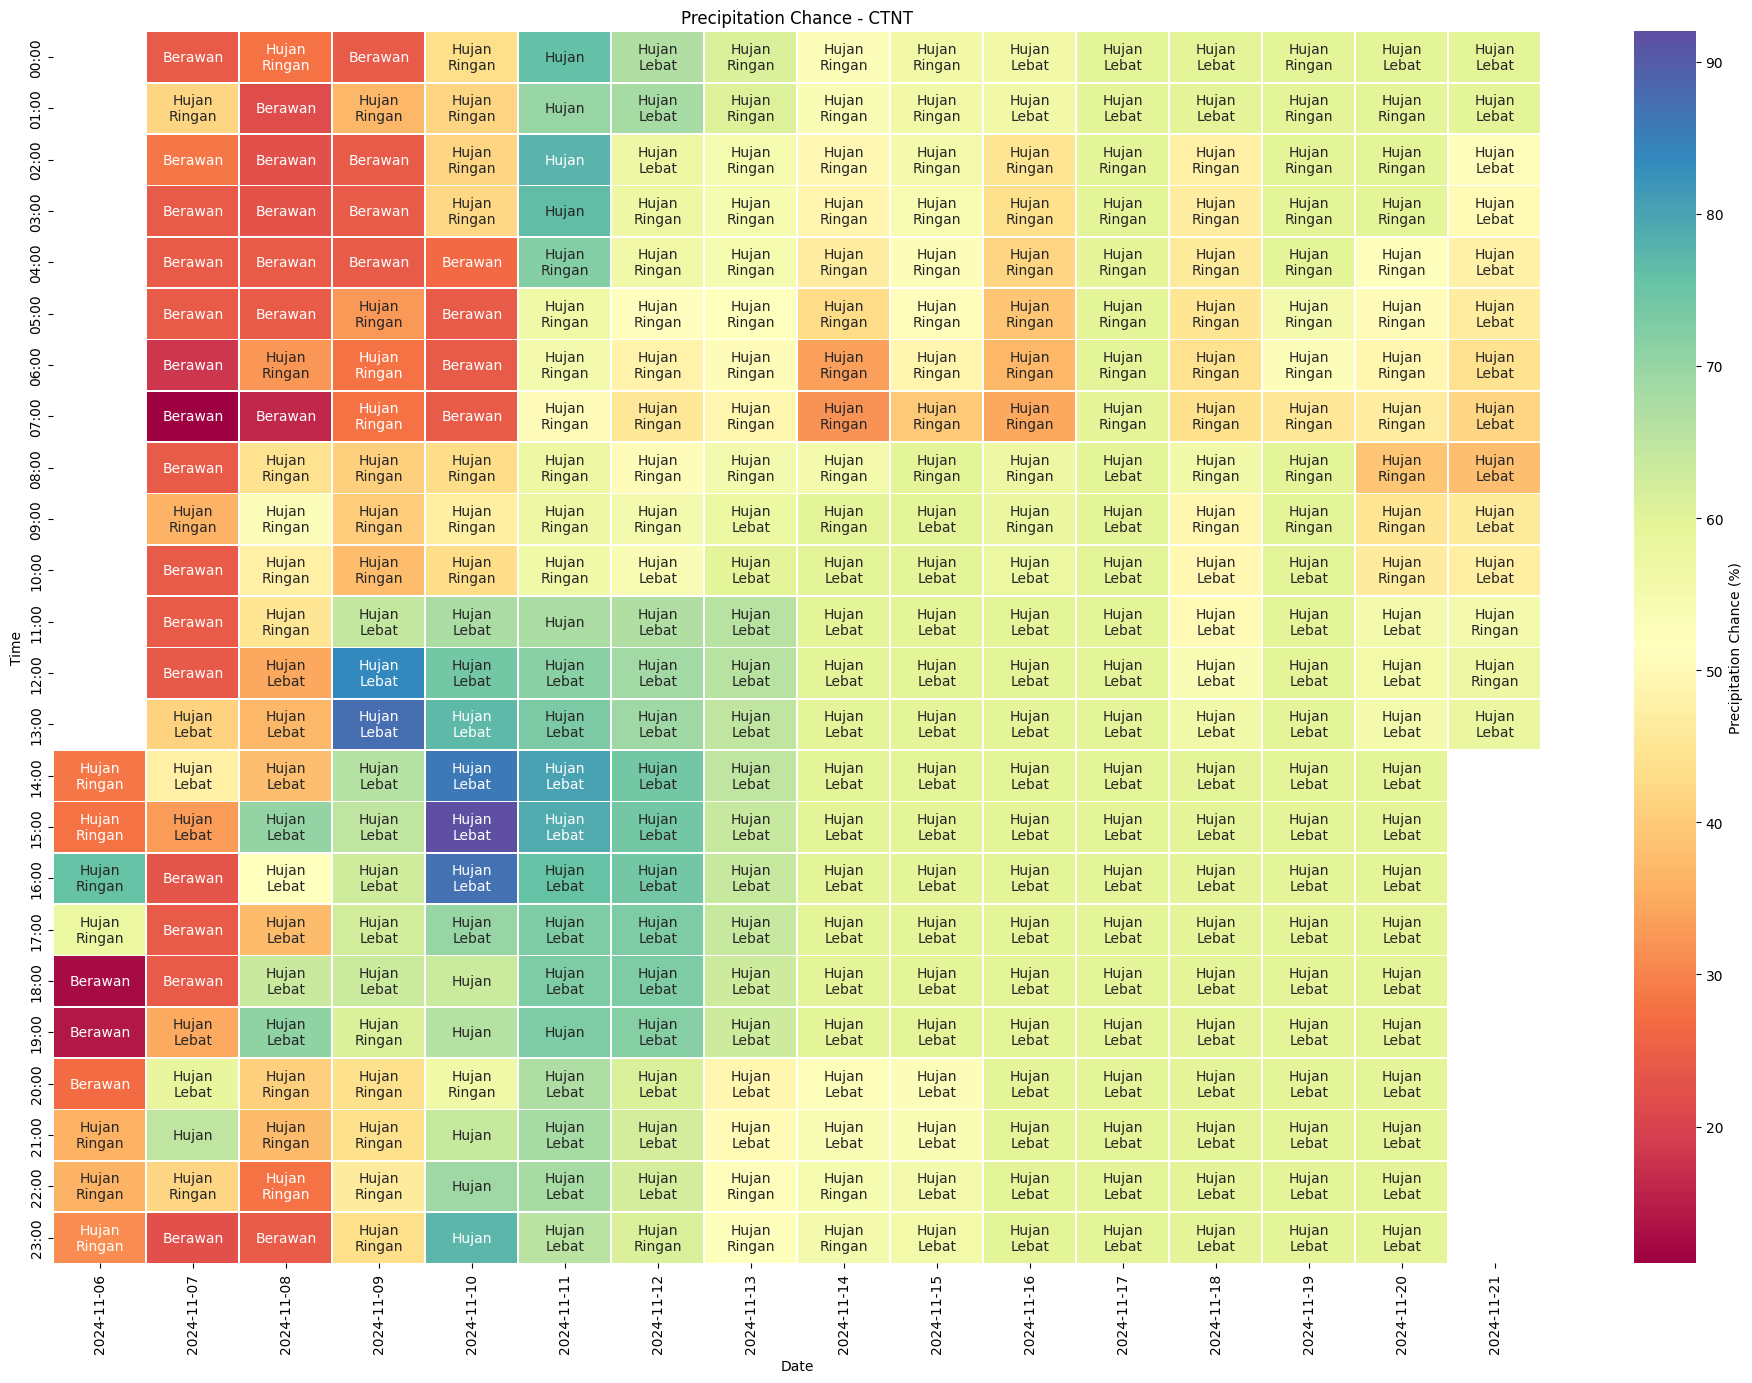 Precipitation Chance - CTNT
00:00 Berawan Hujan Ringan Berawan Hujan Ringan Hujan Hujan Lebat Hujan Ringan Hujan Ringan Hujan Ringan Hujan Lebat Hujan Lebat Hujan Lebat Hujan Ringan Hujan Lebat Hujan Lebat
01:00 Hujan Ringan Berawan Hujan Ringan Hujan Ringan Hujan Hujan Lebat Hujan Ringan Hujan Ringan Hujan Ringan Hujan Lebat Hujan Lebat Hujan Lebat Hujan Ringan Hujan Ringan Hujan Lebat
02:00 Berawan Berawan Berawan Hujan Ringan Hujan Hujan Lebat Hujan Ringan Hujan Ringan Hujan Ringan Hujan Ringan Hujan Ringan Hujan Ringan Hujan Ringan Hujan Ringan Hujan Lebat
03:00 Berawan Berawan Berawan Hujan Ringan Hujan Hujan Ringan Hujan Ringan Hujan Ringan Hujan Ringan Hujan Ringan Hujan Ringan Hujan Ringan Hujan Ringan Hujan Ringan Hujan Lebat
04:00 Berawan Berawan Berawan Berawan Hujan Ringan Hujan Ringan Hujan Ringan Hujan Ringan Hujan Ringan Hujan Ringan Hujan Ringan Hujan Ringan Hujan Ringan Hujan Ringan Hujan Lebat
05:00 Berawan Berawan Hujan Ringan Berawan Hujan Ringan Hujan Ringan Hujan Ringan Hujan Ringan Hujan Ringan Hujan Ringan Hujan Ringan Hujan Ringan Hujan Ringan Hujan Ringan Hujan Lebat
06:00 Berawan Hujan Ringan Hujan Ringan Berawan Hujan Ringan Hujan Ringan Hujan Ringan Hujan Ringan Hujan Ringan Hujan Ringan Hujan Ringan Hujan Ringan Hujan Ringan Hujan Ringan Hujan Lebat
07:00 Berawan Berawan Hujan Ringan Berawan Hujan Ringan Hujan Ringan Hujan Ringan Hujan Ringan Hujan Ringan Hujan Ringan Hujan Ringan Hujan Ringan Hujan Ringan Hujan Ringan Hujan Lebat
08:00 Berawan Hujan Ringan Hujan Ringan Hujan Ringan Hujan Ringan Hujan Ringan Hujan Ringan Hujan Ringan Hujan Ringan Hujan Ringan Hujan Lebat Hujan Ringan Hujan Ringan Hujan Ringan Hujan Lebat
09:00 Hujan Ringan Hujan Ringan Hujan Ringan Hujan Ringan Hujan Ringan Hujan Ringan Hujan Lebat Hujan Ringan Hujan Lebat Hujan Ringan Hujan Lebat Hujan Ringan Hujan Ringan Hujan Ringan Hujan Lebat
10:00 Berawan Hujan Ringan Hujan Ringan Hujan Ringan Hujan Ringan Hujan Lebat Hujan Lebat Hujan Lebat Hujan Lebat Hujan Lebat Hujan Lebat Hujan Lebat Hujan Lebat Hujan Ringan Hujan Lebat
11:00 Berawan Hujan Ringan Hujan Lebat Hujan Lebat Hujan Hujan Lebat Hujan Lebat Hujan Lebat Hujan Lebat Hujan Lebat Hujan Lebat Hujan Lebat Hujan Lebat Hujan Lebat Hujan Ringan
12:00 Berawan Hujan Lebat Hujan Lebat Hujan Lebat Hujan Lebat Hujan Lebat Hujan Lebat Hujan Lebat Hujan Lebat Hujan Lebat Hujan Lebat Hujan Lebat Hujan Lebat Hujan Lebat Hujan Ringan
13:00 Hujan Lebat Hujan Lebat Hujan Lebat Hujan Lebat Hujan Lebat Hujan Lebat Hujan Lebat Hujan Lebat Hujan Lebat Hujan Lebat Hujan Lebat Hujan Lebat Hujan Lebat Hujan Lebat Hujan Lebat
14:00 Hujan Ringan Hujan Lebat Hujan Lebat Hujan Lebat Hujan Lebat Hujan Lebat Hujan Lebat Hujan Lebat Hujan Lebat Hujan Lebat Hujan Lebat Hujan Lebat Hujan Lebat Hujan Lebat Hujan Lebat
15:00 Hujan Ringan Hujan Lebat Hujan Lebat Hujan Lebat Hujan Lebat Hujan Lebat Hujan Lebat Hujan Lebat Hujan Lebat Hujan Lebat Hujan Lebat Hujan Lebat Hujan Lebat Hujan Lebat Hujan Lebat
16:00 Hujan Ringan Berawan Hujan Lebat Hujan Lebat Hujan Lebat Hujan Lebat Hujan Lebat Hujan Lebat Hujan Lebat Hujan Lebat Hujan Lebat Hujan Lebat Hujan Lebat Hujan Lebat Hujan Lebat
17:00 Hujan Ringan Berawan Hujan Lebat Hujan Lebat Hujan Lebat Hujan Lebat Hujan Lebat Hujan Lebat Hujan Lebat Hujan Lebat Hujan Lebat Hujan Lebat Hujan Lebat Hujan Lebat Hujan Lebat
18:00 Berawan Berawan Hujan Lebat Hujan Lebat Hujan Hujan Lebat Hujan Lebat Hujan Lebat Hujan Lebat Hujan Lebat Hujan Lebat Hujan Lebat Hujan Lebat Hujan Lebat Hujan Lebat
19:00 Berawan Hujan Lebat Hujan Lebat Hujan Ringan Hujan Hujan Hujan Lebat Hujan Lebat Hujan Lebat Hujan Lebat Hujan Lebat Hujan Lebat Hujan Lebat Hujan Lebat Hujan Lebat
20:00 Berawan Hujan Lebat Hujan Ringan Hujan Ringan Hujan Ringan Hujan Lebat Hujan Lebat Hujan Lebat Hujan Lebat Hujan Lebat Hujan Lebat Hujan Lebat Hujan Lebat Hujan Lebat Hujan Lebat
21:00 Hujan Ringan Hujan Hujan Ringan Hujan Ringan Hujan Hujan Lebat Hujan Lebat Hujan Lebat Hujan Lebat Hujan Lebat Hujan Lebat Hujan Lebat Hujan Lebat Hujan Lebat Hujan Lebat
22:00 Hujan Ringan Hujan Ringan Hujan Ringan Hujan Ringan Hujan Hujan Lebat Hujan Lebat Hujan Ringan Hujan Ringan Hujan Lebat Hujan Lebat Hujan Lebat Hujan Lebat Hujan Lebat Hujan Lebat
23:00 Hujan Ringan Berawan Berawan Hujan Ringan Hujan Hujan Lebat Hujan Ringan Hujan Ringan Hujan Ringan Hujan Lebat Hujan Lebat Hujan Lebat Hujan Lebat Hujan Lebat Hujan Lebat
Time
2024-11-06 2024-11-07 2024-11-08 2024-11-09 2024-11-10 2024-11-11 2024-11-12 2024-11-13 2024-11-14 2024-11-15 2024-11-16 2024-11-17 2024-11-18 2024-11-19 2024-11-20 2024-11-21
Date
90
80
70
60
50
40
30
20
Precipitation Chance (%)